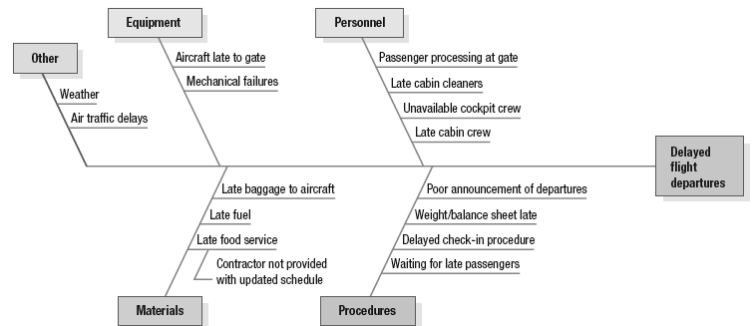 Equipment
Personnel
Other
Aircraft late to gate
Mechanical failures
Passenger processing at gate
Late cabin cleaners
Unavailable cockpit crew
Late cabin crew
Weather
Air traffic delays
Delayed
flight
departures
Late baggage to aircraft
Late fuel
Late food service
Contractor not provided
with updated schedule
Poor announcement of departures
Weight/balance sheet late
Delayed check-in procedure
Waiting for late passengers
Materials
Procedures